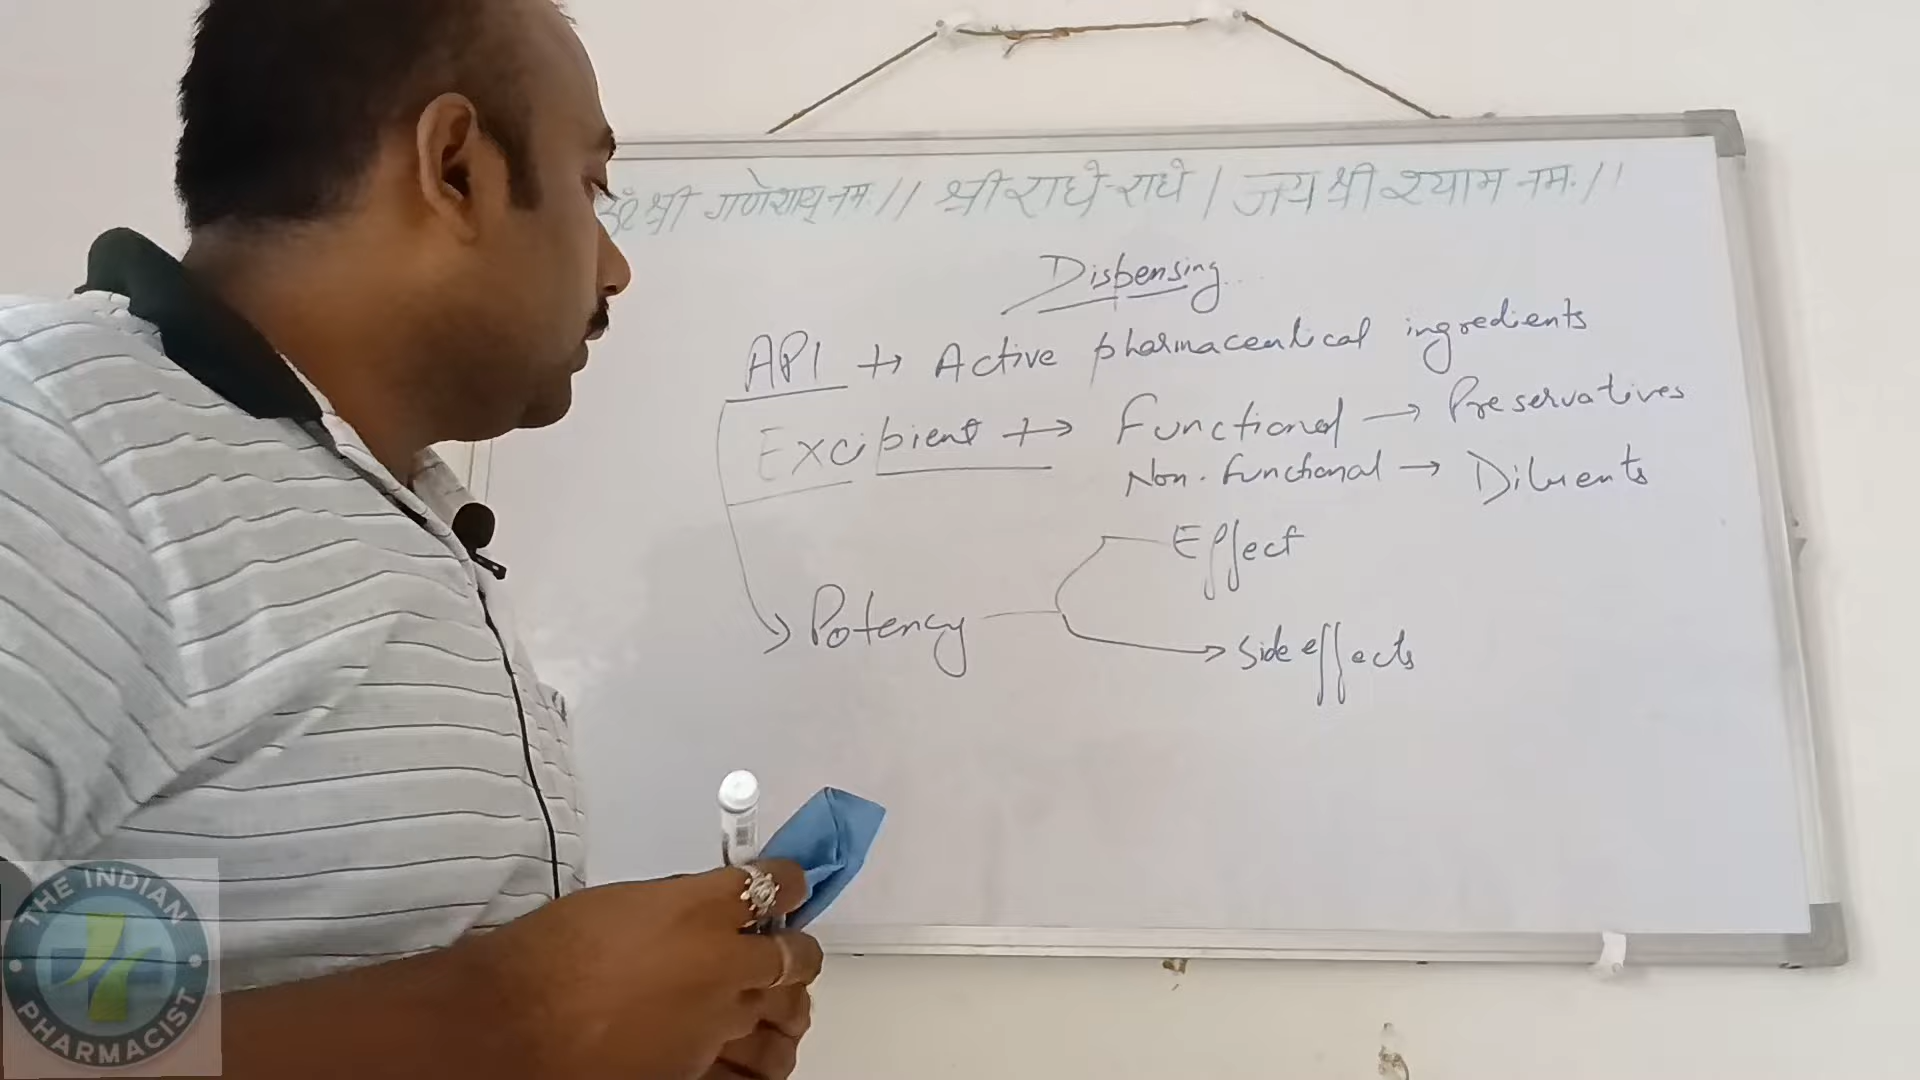 ॐ श्री गणेशाय नमः // श्री राधे-राधे / जय श्री श्याम नमः //
Dispensing
API → Active pharmaceutical ingredients
Excipient → Functional → Preservatives
Non-functional → Diluents
Effect
Potency
Side effects
THE INDIAN
PHARMACIST